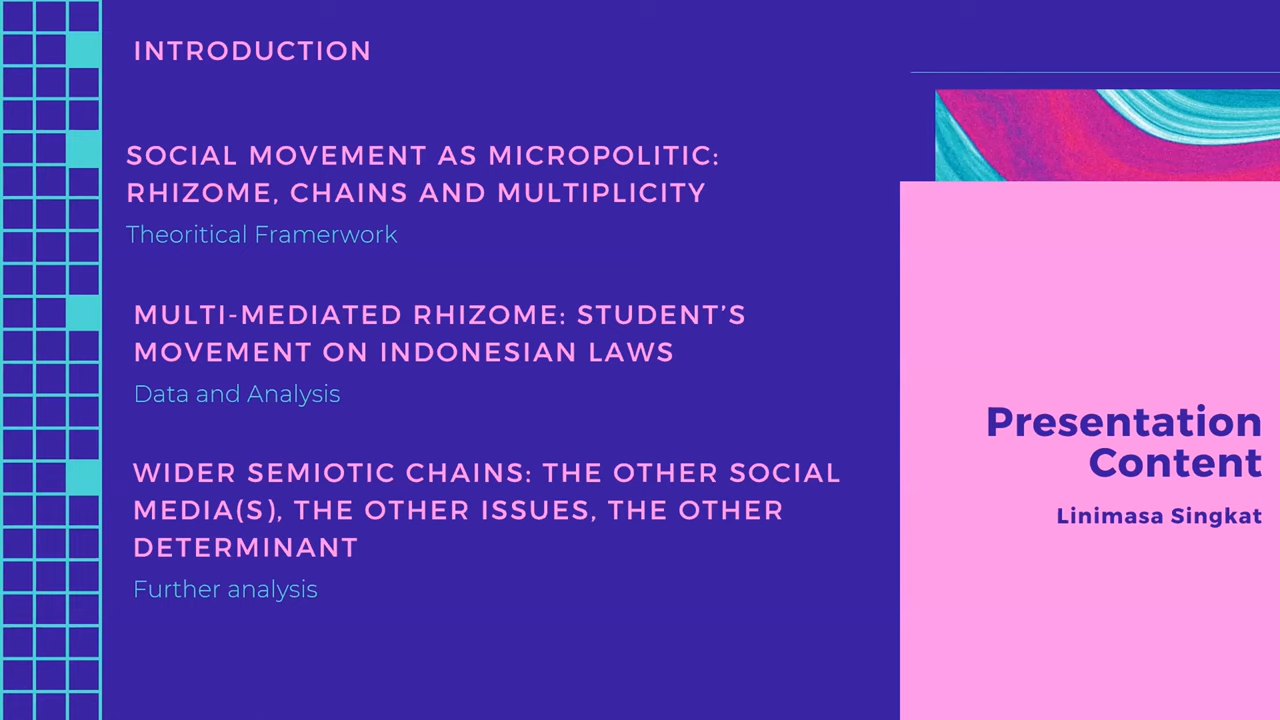 INTRODUCTION
SOCIAL MOVEMENT AS MICROPOLITIC:
RHIZOME, CHAINS AND MULTIPLICITY
Theoritical Framerwork
MULTI-MEDIATED RHIZOME: STUDENT’S
MOVEMENT ON INDONESIAN LAWS
Data and Analysis
WIDER SEMIOTIC CHAINS: THE OTHER SOCIAL
MEDIA(S), THE OTHER ISSUES, THE OTHER
DETERMINANT
Further analysis
Presentation
Content
Linimasa Singkat